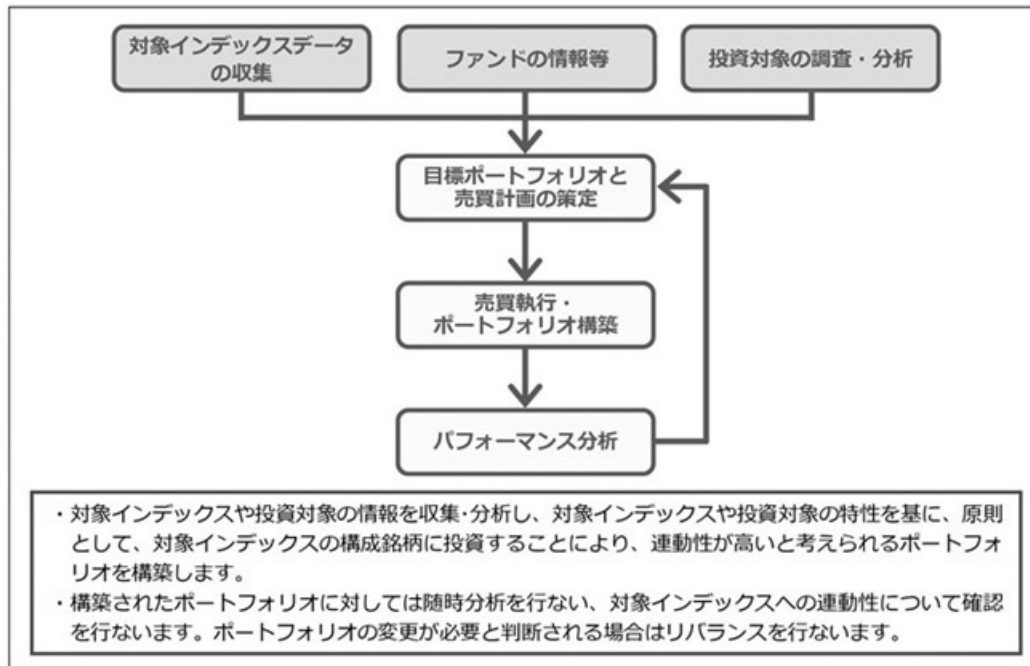 対象インデックスデータ
の収集
ファンドの情報等
投資対象の調査・分析
目標ポートフォリオと
売買計画の策定
売買執行・
ポートフォリオ構築
パフォーマンス分析
・対象インデックスや投資対象の情報を収集・分析し、対象インデックスや投資対象の特性を基に、原則
として、対象インデックスの構成銘柄に投資することにより、連動性が高いと考えられるポートフォ
リオを構築します。
・構築されたポートフォリオに対しては随時分析を行ない、対象インデックスへの連動性について確認
を行ないます。ポートフォリオの変更が必要と判断される場合はリバランスを行ないます。